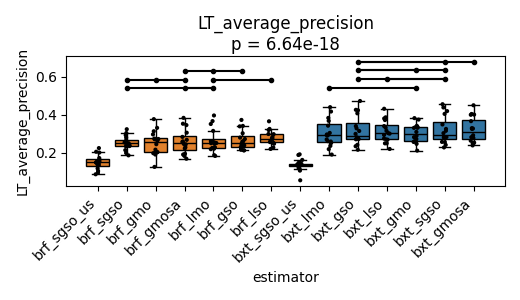 LT_average_precision
p = 6.64e-18
LT_average_precision
0.6
0.4
0.2
brf_sgso_us
brf_sgso
brf_gmo
brf_gmosa
brf_lmo
brf_gso
brf_lso
bxt_sgso_us
bxt_lmo
bxt_gso
bxt_lso
bxt_gmo
bxt_sgso
bxt_gmosa
estimator